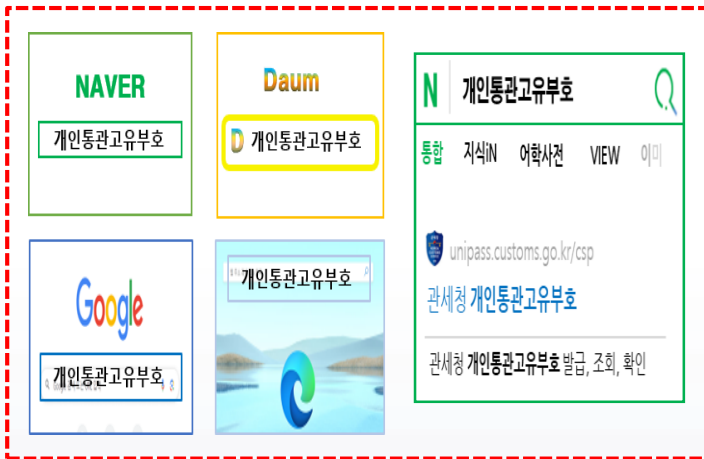 NAVER
개인통관고유부호
Daum
D 개인통관고유부호
Google
개인통관고유부호
개인통관고유부호
N 개인통관고유부호
통합 지식iN 어학사전 VIEW 이미
unipass.customs.go.kr/csp
관세청 개인통관고유부호
관세청 개인통관고유부호 발급, 조회, 확인